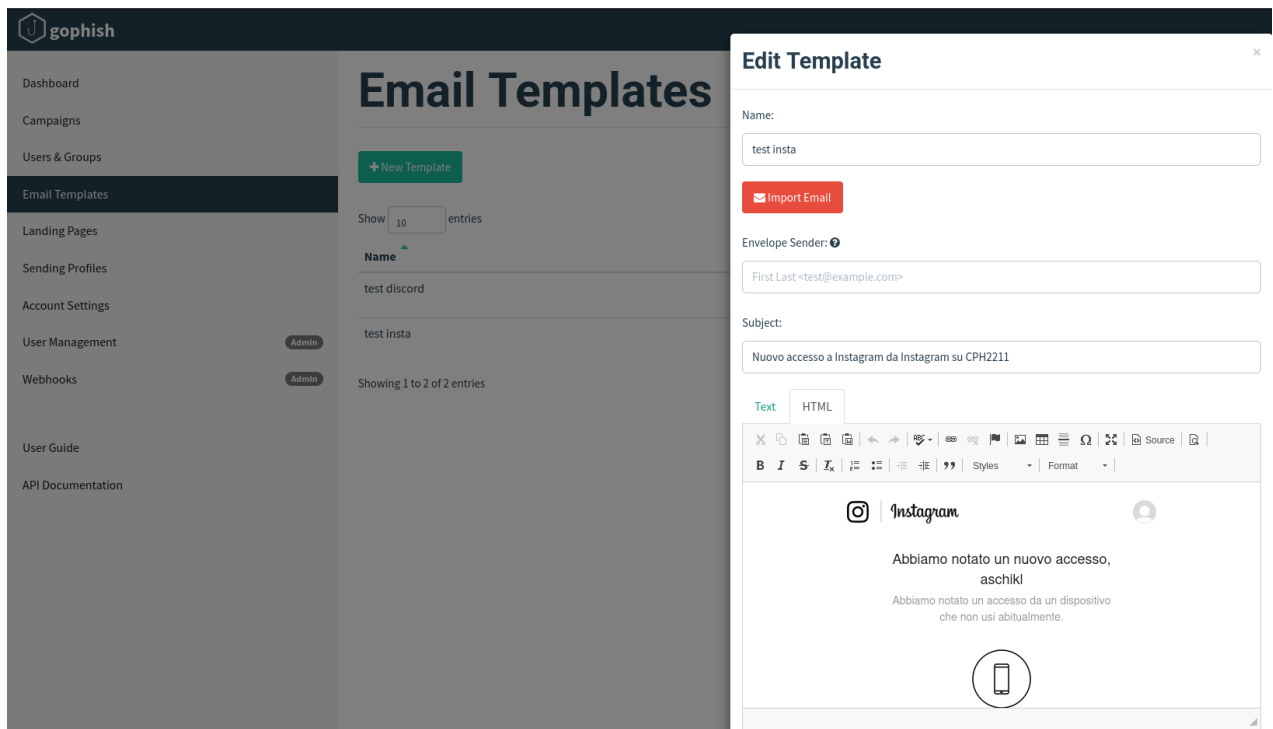 gophish
Dashboard
Campaigns
Users & Groups
Email Templates
Landing Pages
Sending Profiles
Account Settings
User Management Admin
Webhooks Admin
User Guide
API Documentation
Email Templates
New Template
Show 10 entries
Name
test discord
test insta
Showing 1 to 2 of 2 entries
Edit Template
×
Name:
test insta
Import Email
Envelope Sender:
First Last <test@example.com>
Subject:
Nuovo accesso a Instagram da Instagram su CPH2211
Text HTML
Source
Styles Format
Instagram
Abbiamo notato un nuovo accesso,
aschikl
Abbiamo notato un accesso da un dispositivo
che non usi abitualmente.